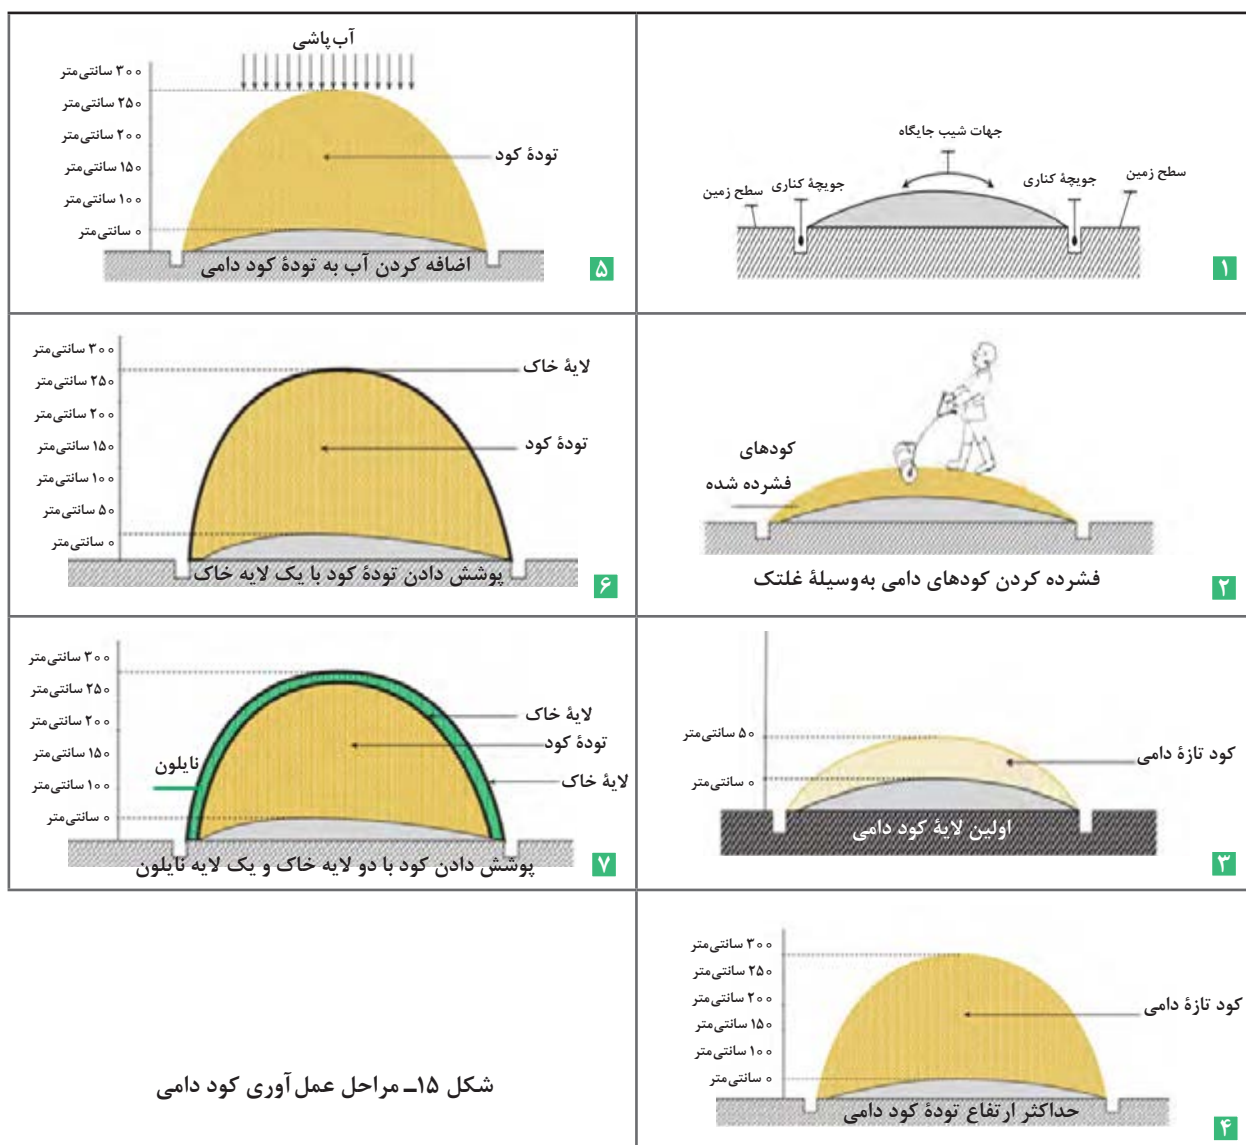 جهات شیب جایگاه
سطح زمین
جویچهٔ کناری
جویچهٔ کناری
سطح زمین
۱
کودهای
فشرده شده
فشرده کردن کودهای دامی به‌وسیلهٔ غلتک
۲
۵۰ سانتی‌متر
۰ سانتی‌متر
کود تازهٔ دامی
اولین لایهٔ کود دامی
۳
۳۰۰ سانتی‌متر
۲۵۰ سانتی‌متر
۲۰۰ سانتی‌متر
۱۵۰ سانتی‌متر
۱۰۰ سانتی‌متر
۰ سانتی‌متر
کود تازهٔ دامی
حداکثر ارتفاع تودهٔ کود دامی
۴
آب‌پاشی
۳۰۰ سانتی‌متر
۲۵۰ سانتی‌متر
۲۰۰ سانتی‌متر
۱۵۰ سانتی‌متر
۱۰۰ سانتی‌متر
۰ سانتی‌متر
تودهٔ کود
اضافه کردن آب به تودهٔ کود دامی
۵
۳۰۰ سانتی‌متر
۲۵۰ سانتی‌متر
۲۰۰ سانتی‌متر
۱۵۰ سانتی‌متر
۱۰۰ سانتی‌متر
۵۰ سانتی‌متر
۰ سانتی‌متر
لایهٔ خاک
تودهٔ کود
پوشش دادن تودهٔ کود با یک لایه خاک
۶
۳۰۰ سانتی‌متر
۲۵۰ سانتی‌متر
۲۰۰ سانتی‌متر
۱۵۰ سانتی‌متر
۱۰۰ سانتی‌متر
۰ سانتی‌متر
لایهٔ خاک
تودهٔ کود
لایهٔ خاک
نایلون
پوشش دادن کود با دو لایه خاک و یک لایه نایلون
۷
شکل ۱۵ـ مراحل عمل‌آوری کود دامی